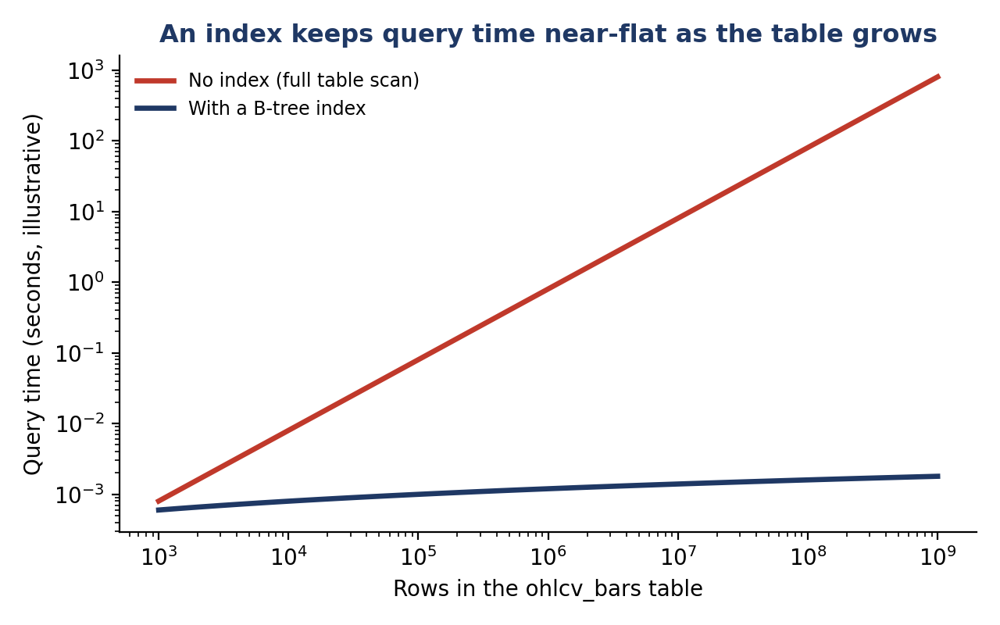 An index keeps query time near-flat as the table grows
No index (full table scan)
With a B-tree index
Query time (seconds, illustrative)
10³
10²
10¹
10⁰
10⁻¹
10⁻²
10⁻³
10³ 10⁴ 10⁵ 10⁶ 10⁷ 10⁸ 10⁹
Rows in the ohlcv_bars table